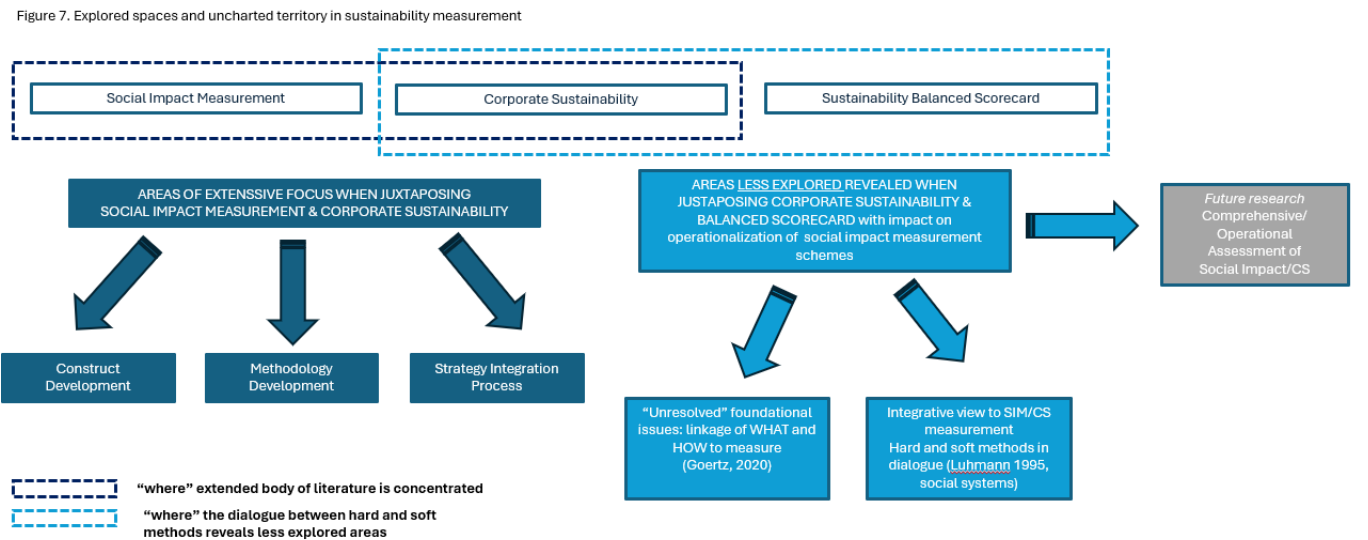 Figure 7. Explored spaces and uncharted territory in sustainability measurement
Social Impact Measurement
Corporate Sustainability
Sustainability Balanced Scorecard
AREAS OF EXTENSSIVE FOCUS WHEN JUXTAPOSING
SOCIAL IMPACT MEASUREMENT & CORPORATE SUSTAINABILITY
AREAS LESS EXPLORED REVEALED WHEN
JUSTAPOSING CORPORATE SUSTAINABILITY &
BALANCED SCORECARD with impact on
operationalization of social impact measurement
schemes
Future research
Comprehensive/
Operational
Assessment of
Social Impact/CS
Construct
Development
Methodology
Development
Strategy Integration
Process
“Unresolved” foundational
issues: linkage of WHAT and
HOW to measure
(Goertz, 2020)
Integrative view to SIM/CS
measurement
Hard and soft methods in
dialogue (Luhmann 1995,
social systems)
“where” extended body of literature is concentrated
“where” the dialogue between hard and soft
methods reveals less explored areas